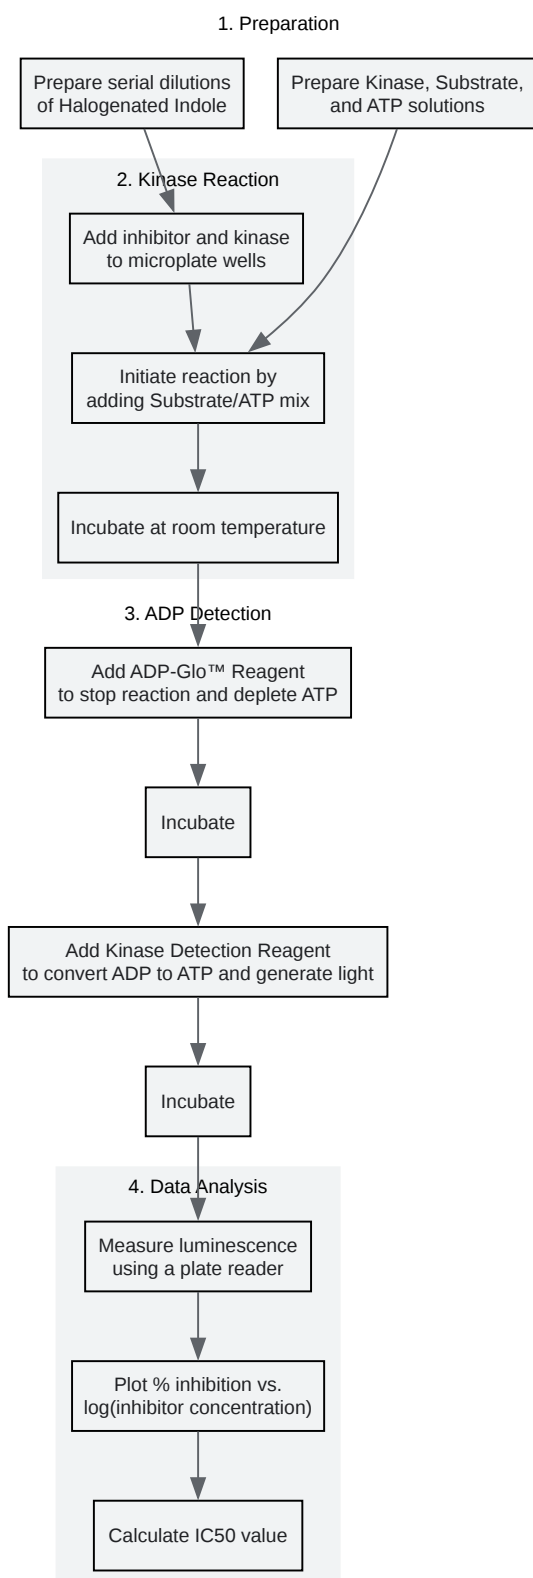 1. Preparation
Prepare serial dilutions
of Halogenated Indole
Prepare Kinase, Substrate,
and ATP solutions
2. Kinase Reaction
Add inhibitor and kinase
to microplate wells
Initiate reaction by
adding Substrate/ATP mix
Incubate at room temperature
3. ADP Detection
Add ADP-Glo™ Reagent
to stop reaction and deplete ATP
Incubate
Add Kinase Detection Reagent
to convert ADP to ATP and generate light
Incubate
4. Data Analysis
Measure luminescence
using a plate reader
Plot % inhibition vs.
log(inhibitor concentration)
Calculate IC50 value